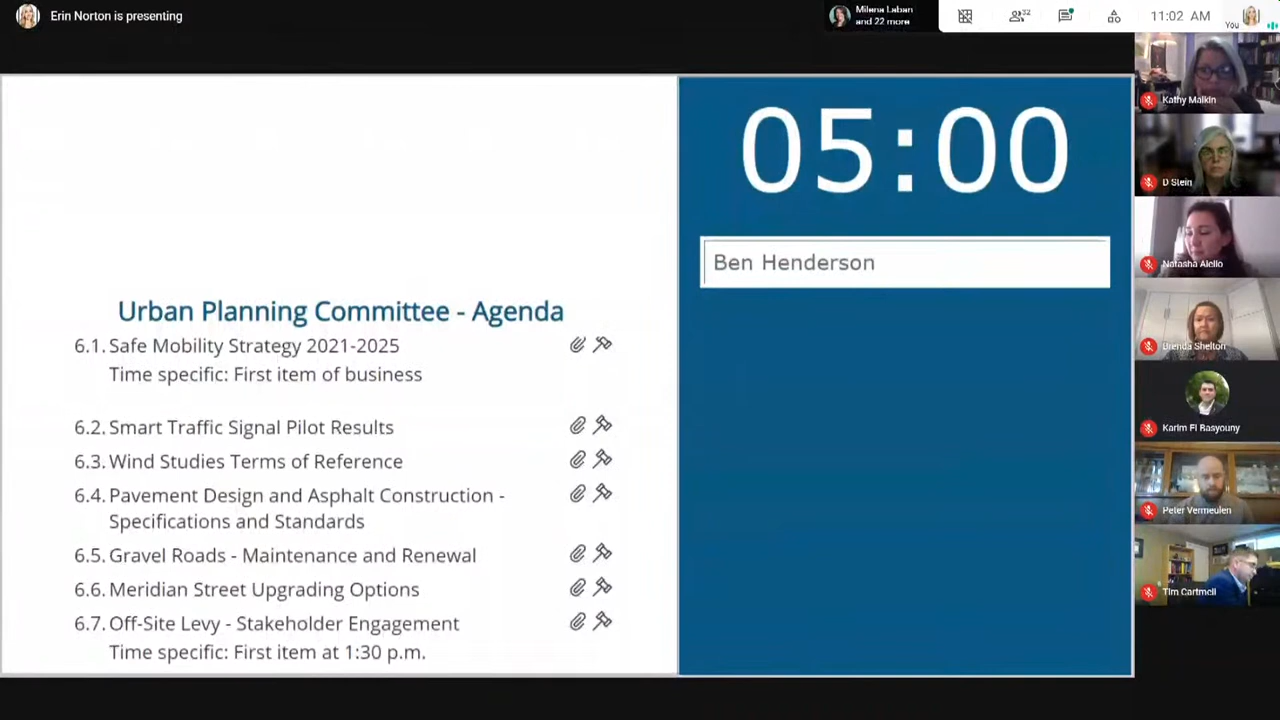 Erin Norton is presenting
Milena Laban
and 22 more
32
11:02 AM
You
05:00
Ben Henderson
Urban Planning Committee - Agenda
6.1. Safe Mobility Strategy 2021-2025
Time specific: First item of business
6.2. Smart Traffic Signal Pilot Results
6.3. Wind Studies Terms of Reference
6.4. Pavement Design and Asphalt Construction -
Specifications and Standards
6.5. Gravel Roads - Maintenance and Renewal
6.6. Meridian Street Upgrading Options
6.7. Off-Site Levy - Stakeholder Engagement
Time specific: First item at 1:30 p.m.
Kathy Malkin
D Stein
Natasha Aiello
Brenda Shelton
Karim El Basyouny
Peter Vermeulen
Tim Cartmell